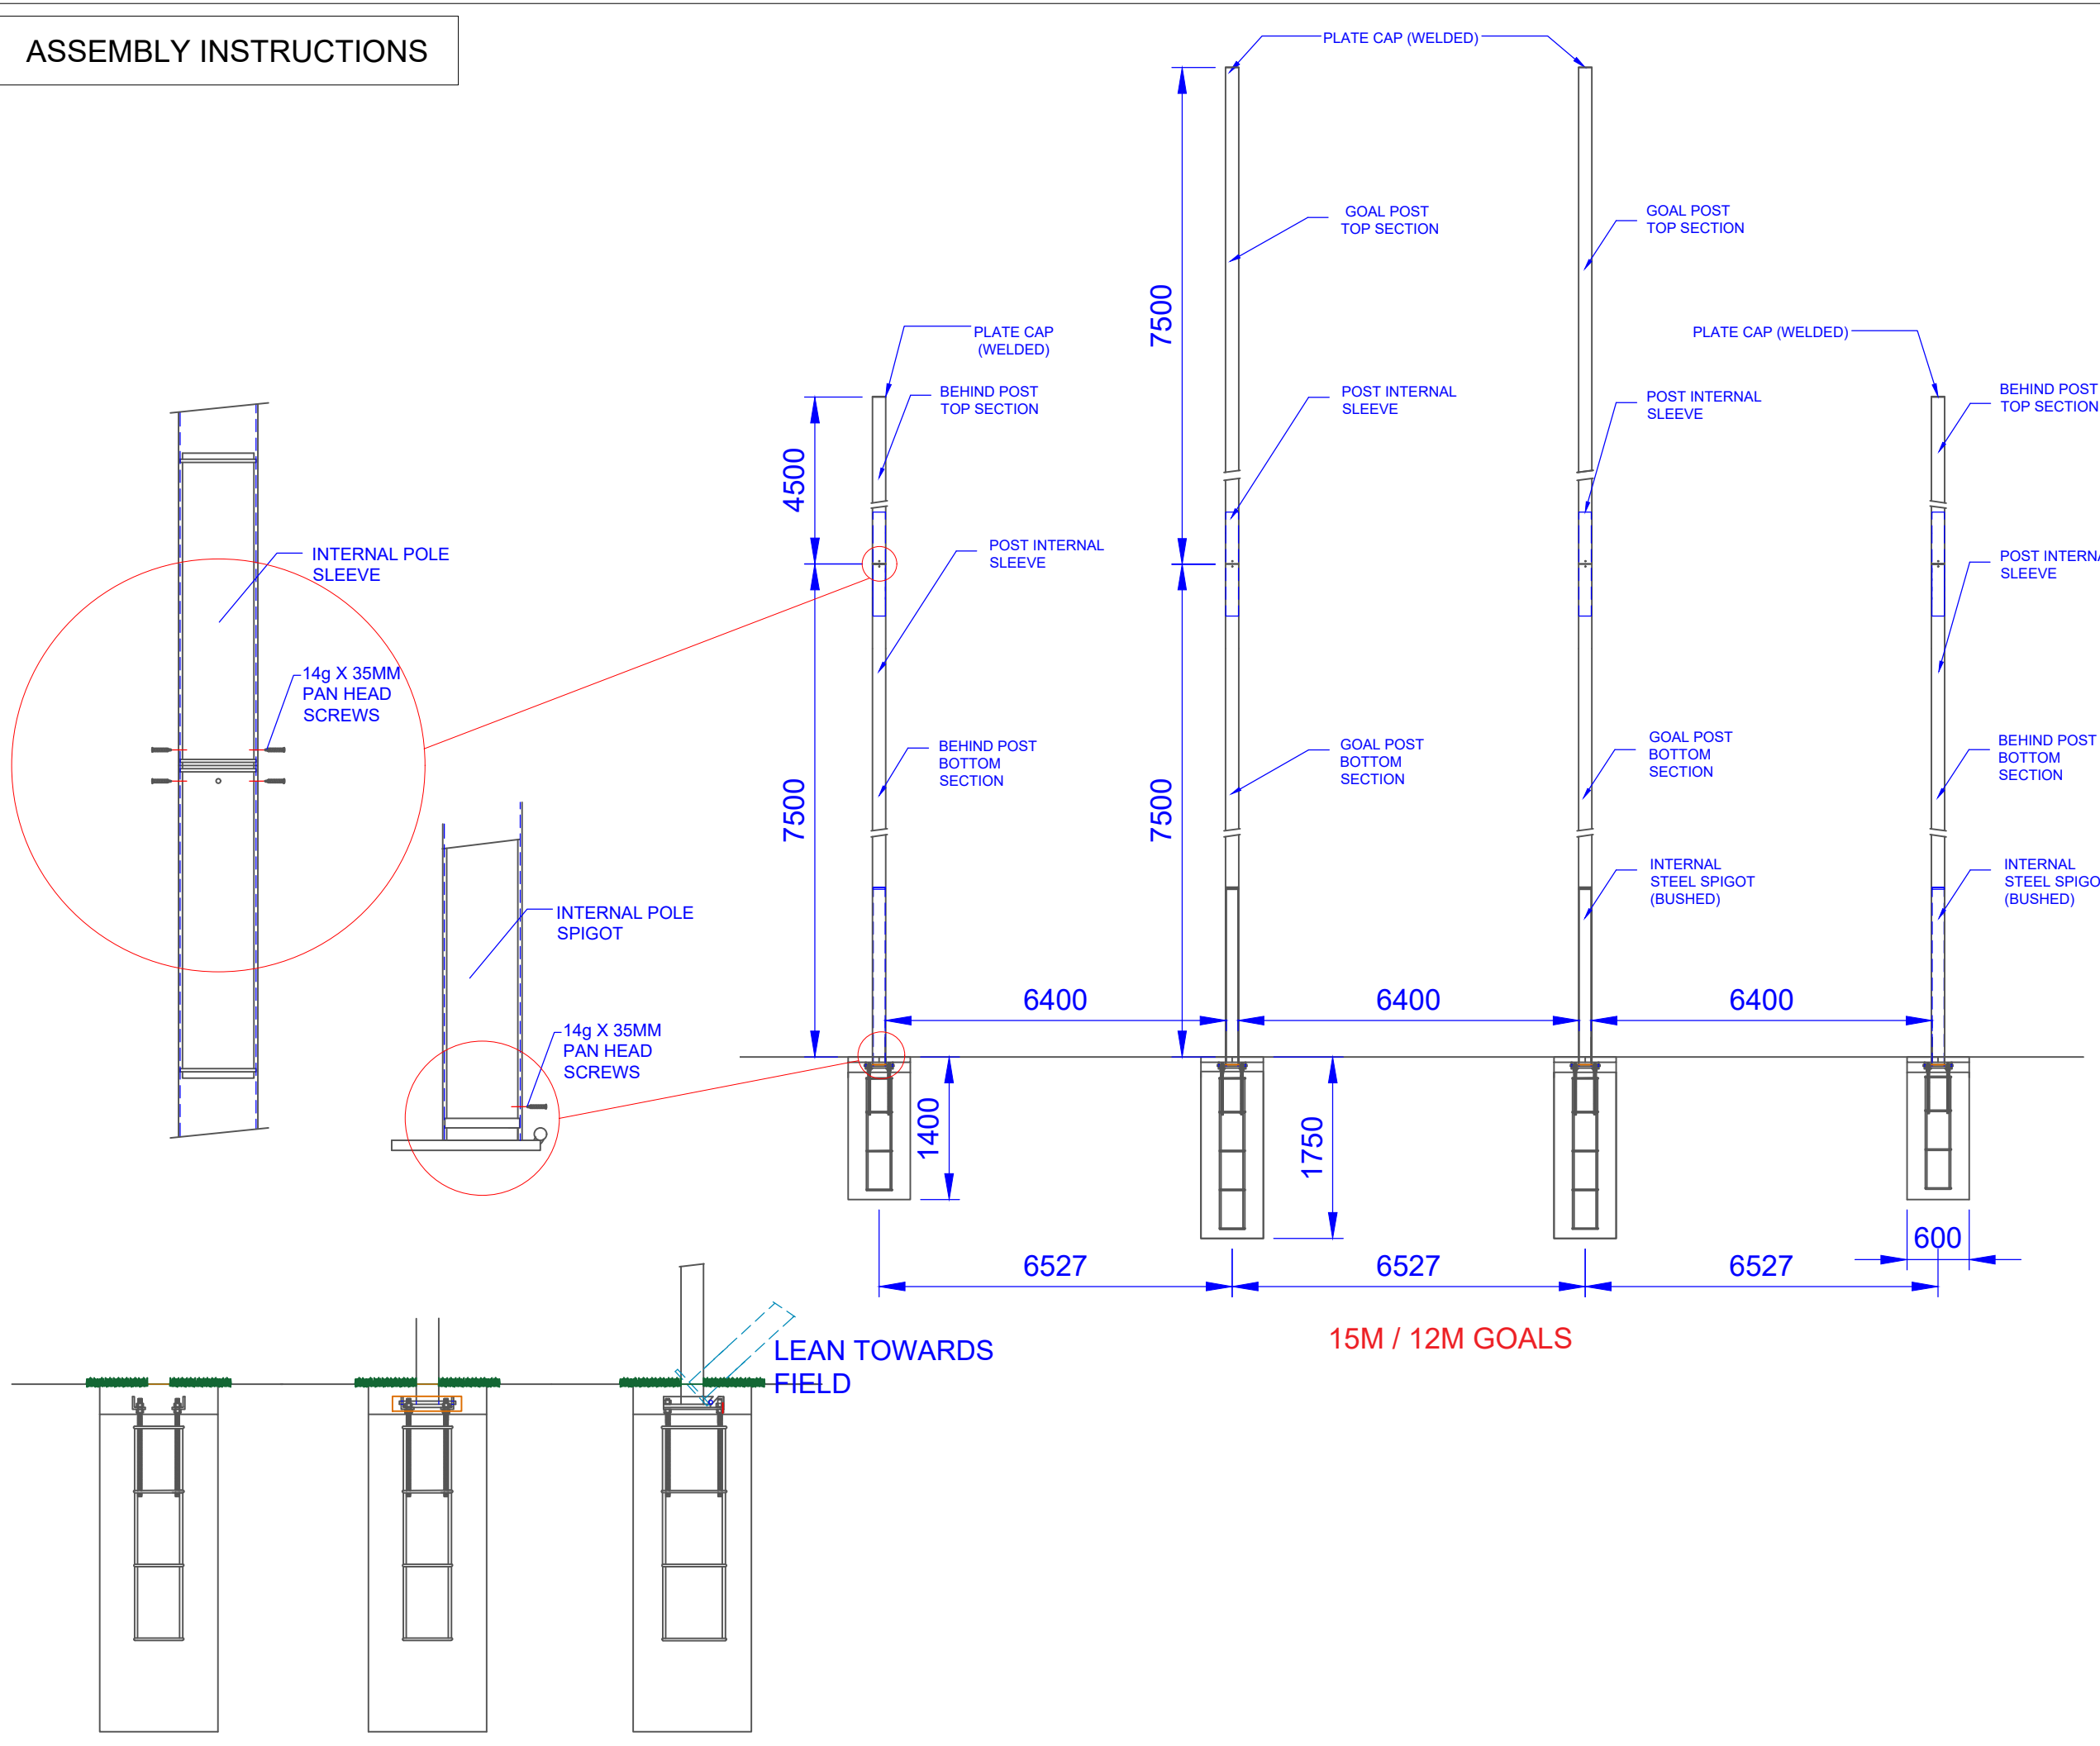 ASSEMBLY INSTRUCTIONS
PLATE CAP (WELDED)
GOAL POST
TOP SECTION
GOAL POST
TOP SECTION
7500
PLATE CAP
(WELDED)
PLATE CAP (WELDED)
BEHIND POST
TOP SECTION
POST INTERNAL
SLEEVE
POST INTERNAL
SLEEVE
BEHIND POST
TOP SECTION
4500
INTERNAL POLE
SLEEVE
POST INTERNAL
SLEEVE
POST INTERNA
SLEEVE
14g X 35MM
PAN HEAD
SCREWS
BEHIND POST
BOTTOM
SECTION
GOAL POST
BOTTOM
SECTION
GOAL POST
BOTTOM
SECTION
BEHIND POST
BOTTOM
SECTION
7500
7500
INTERNAL
STEEL SPIGOT
(BUSHED)
INTERNAL
STEEL SPIGO
(BUSHED)
INTERNAL POLE
SPIGOT
6400
6400
6400
14g X 35MM
PAN HEAD
SCREWS
1400
1750
600
6527
6527
6527
15M / 12M GOALS
LEAN TOWARDS
FIELD